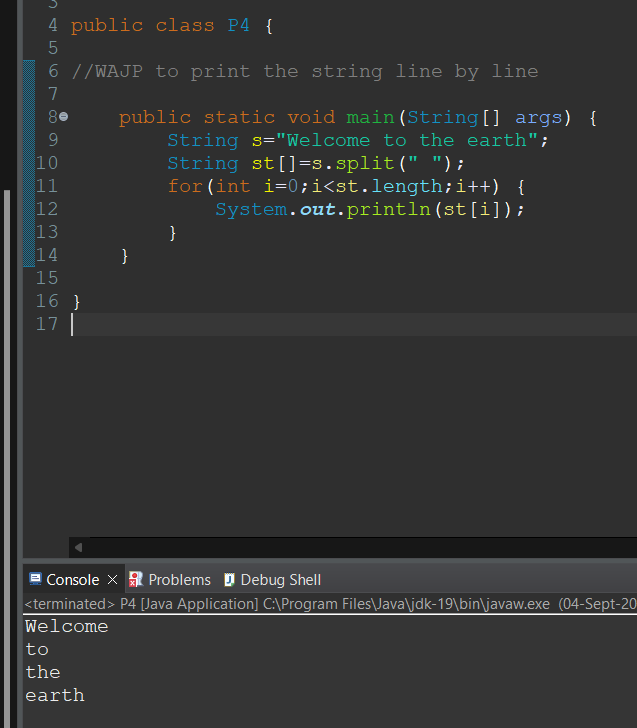 3
4 public class P4 {
5
6 //WAJP to print the string line by line
7
8 public static void main(String[] args) {
9 String s="Welcome to the earth";
10 String st[]=s.split(" ");
11 for(int i=0;i<st.length;i++) {
12 System.out.println(st[i]);
13 }
14 }
15
16 }
17
Console Problems Debug Shell
<terminated> P4 [Java Application] C:\Program Files\Java\jdk-19\bin\javaw.exe (04-Sept-20
Welcome
to
the
earth